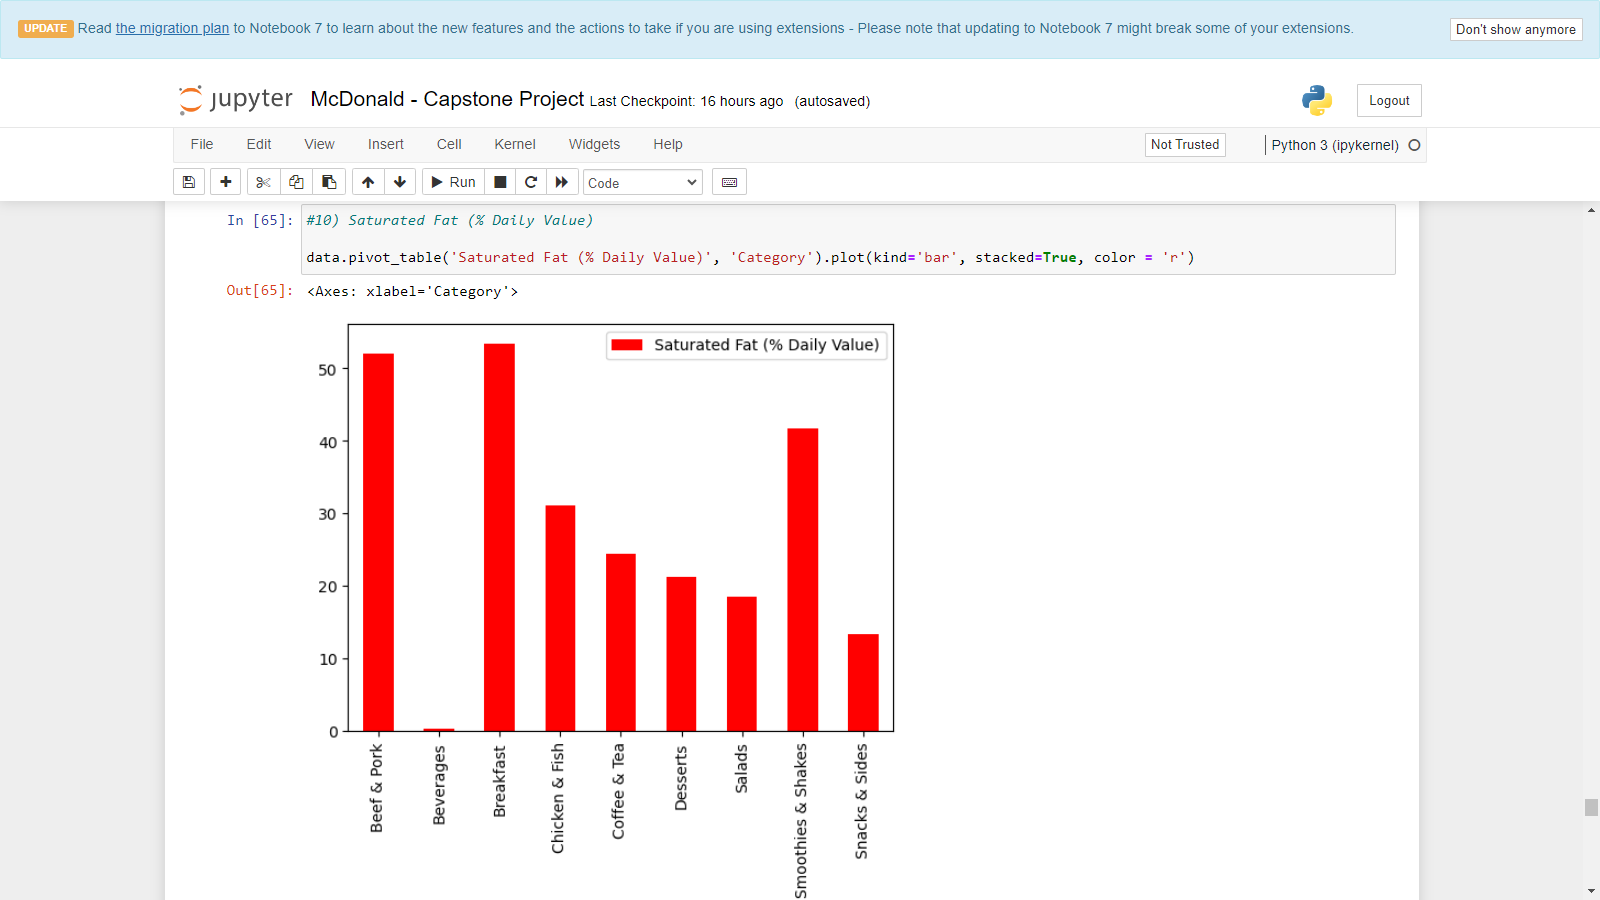 UPDATE Read the migration plan to Notebook 7 to learn about the new features and the actions to take if you are using extensions - Please note that updating to Notebook 7 might break some of your extensions. Don't show anymore
jupyter McDonald - Capstone Project Last Checkpoint: 16 hours ago (autosaved) Logout
File Edit View Insert Cell Kernel Widgets Help Not Trusted Python 3 (ipykernel)
Run Code
In [65]: #10) Saturated Fat (% Daily Value)
data.pivot_table('Saturated Fat (% Daily Value)', 'Category').plot(kind='bar', stacked=True, color = 'r')
Out[65]: <Axes: xlabel='Category'>
Saturated Fat (% Daily Value)
50
40
30
20
10
0
Beef & Pork
Beverages
Breakfast
Chicken & Fish
Coffee & Tea
Desserts
Salads
Smoothies & Shakes
Snacks & Sides